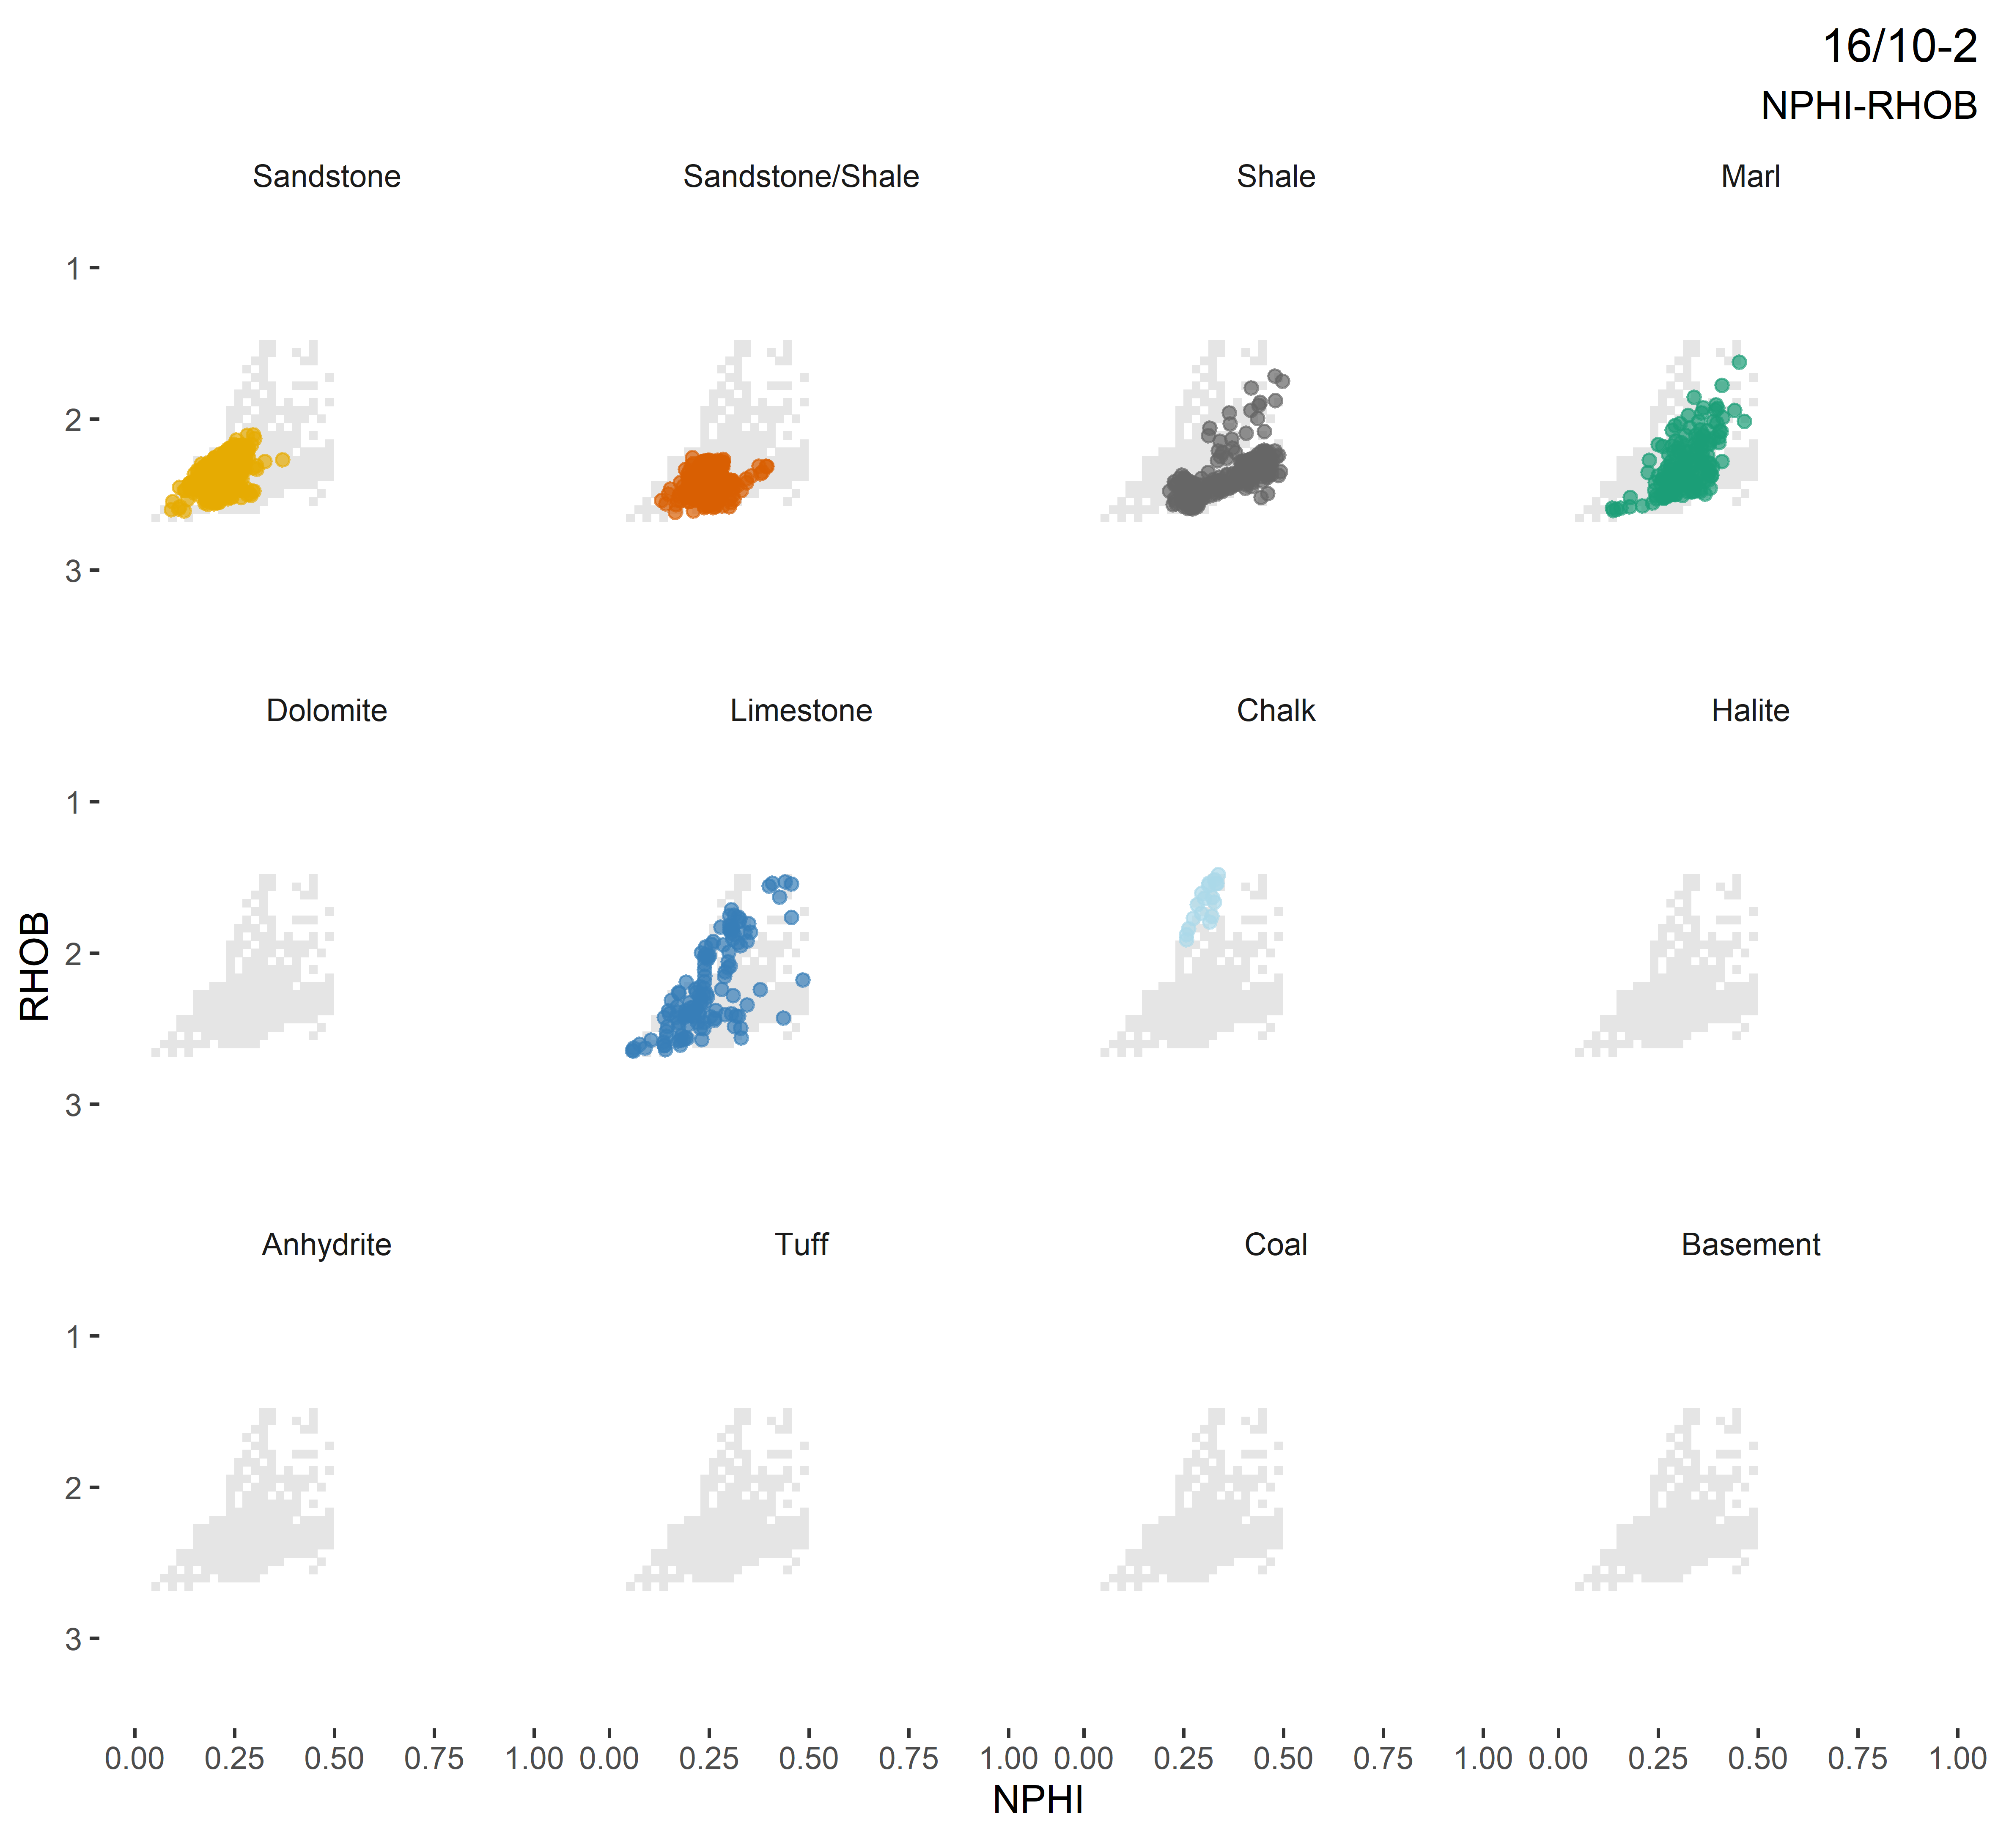 16/10-2
NPHI-RHOB
Sandstone Sandstone/Shale Shale Marl
1
2
3
Dolomite Limestone Chalk Halite
1
2
3
RHOB
Anhydrite Tuff Coal Basement
1
2
3
0.00 0.25 0.50 0.75 1.00 0.00 0.25 0.50 0.75 1.00 0.00 0.25 0.50 0.75 1.00 0.00 0.25 0.50 0.75 1.00
NPHI